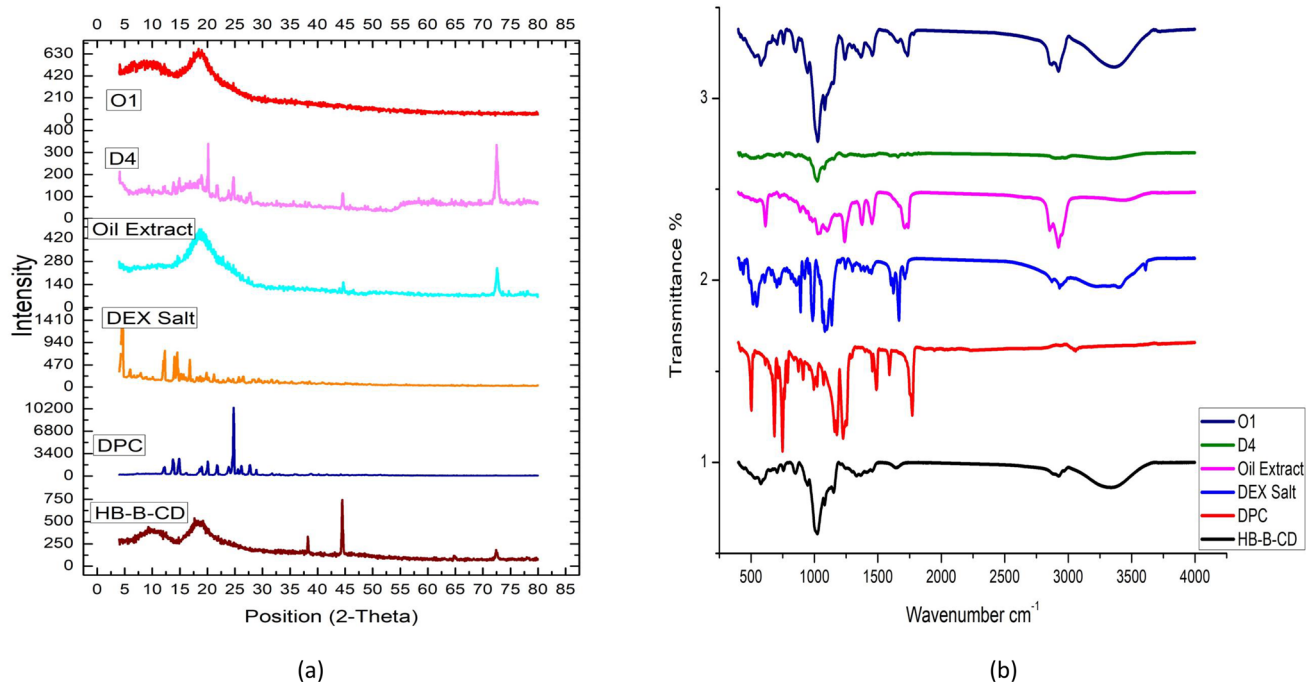 5 10 15 20 25 30 35 40 45 50 55 60 65 70 75 80 85
630
420
210
0
O1
400
300
200
100
0
D4
Oil Extract
420
280
140
0
DEX Salt
1410
940
470
0
10200
6800
3400
0
DPC
750
500
250
0
HB-B-CD
Intensity
0 5 10 15 20 25 30 35 40 45 50 55 60 65 70 75 80 85
Position (2-Theta)
(a)
Transmittance %
3
2
1
O1
D4
Oil Extract
DEX Salt
DPC
HB-B-CD
500 1000 1500 2000 2500 3000 3500 4000
Wavenumber cm⁻¹
(b)